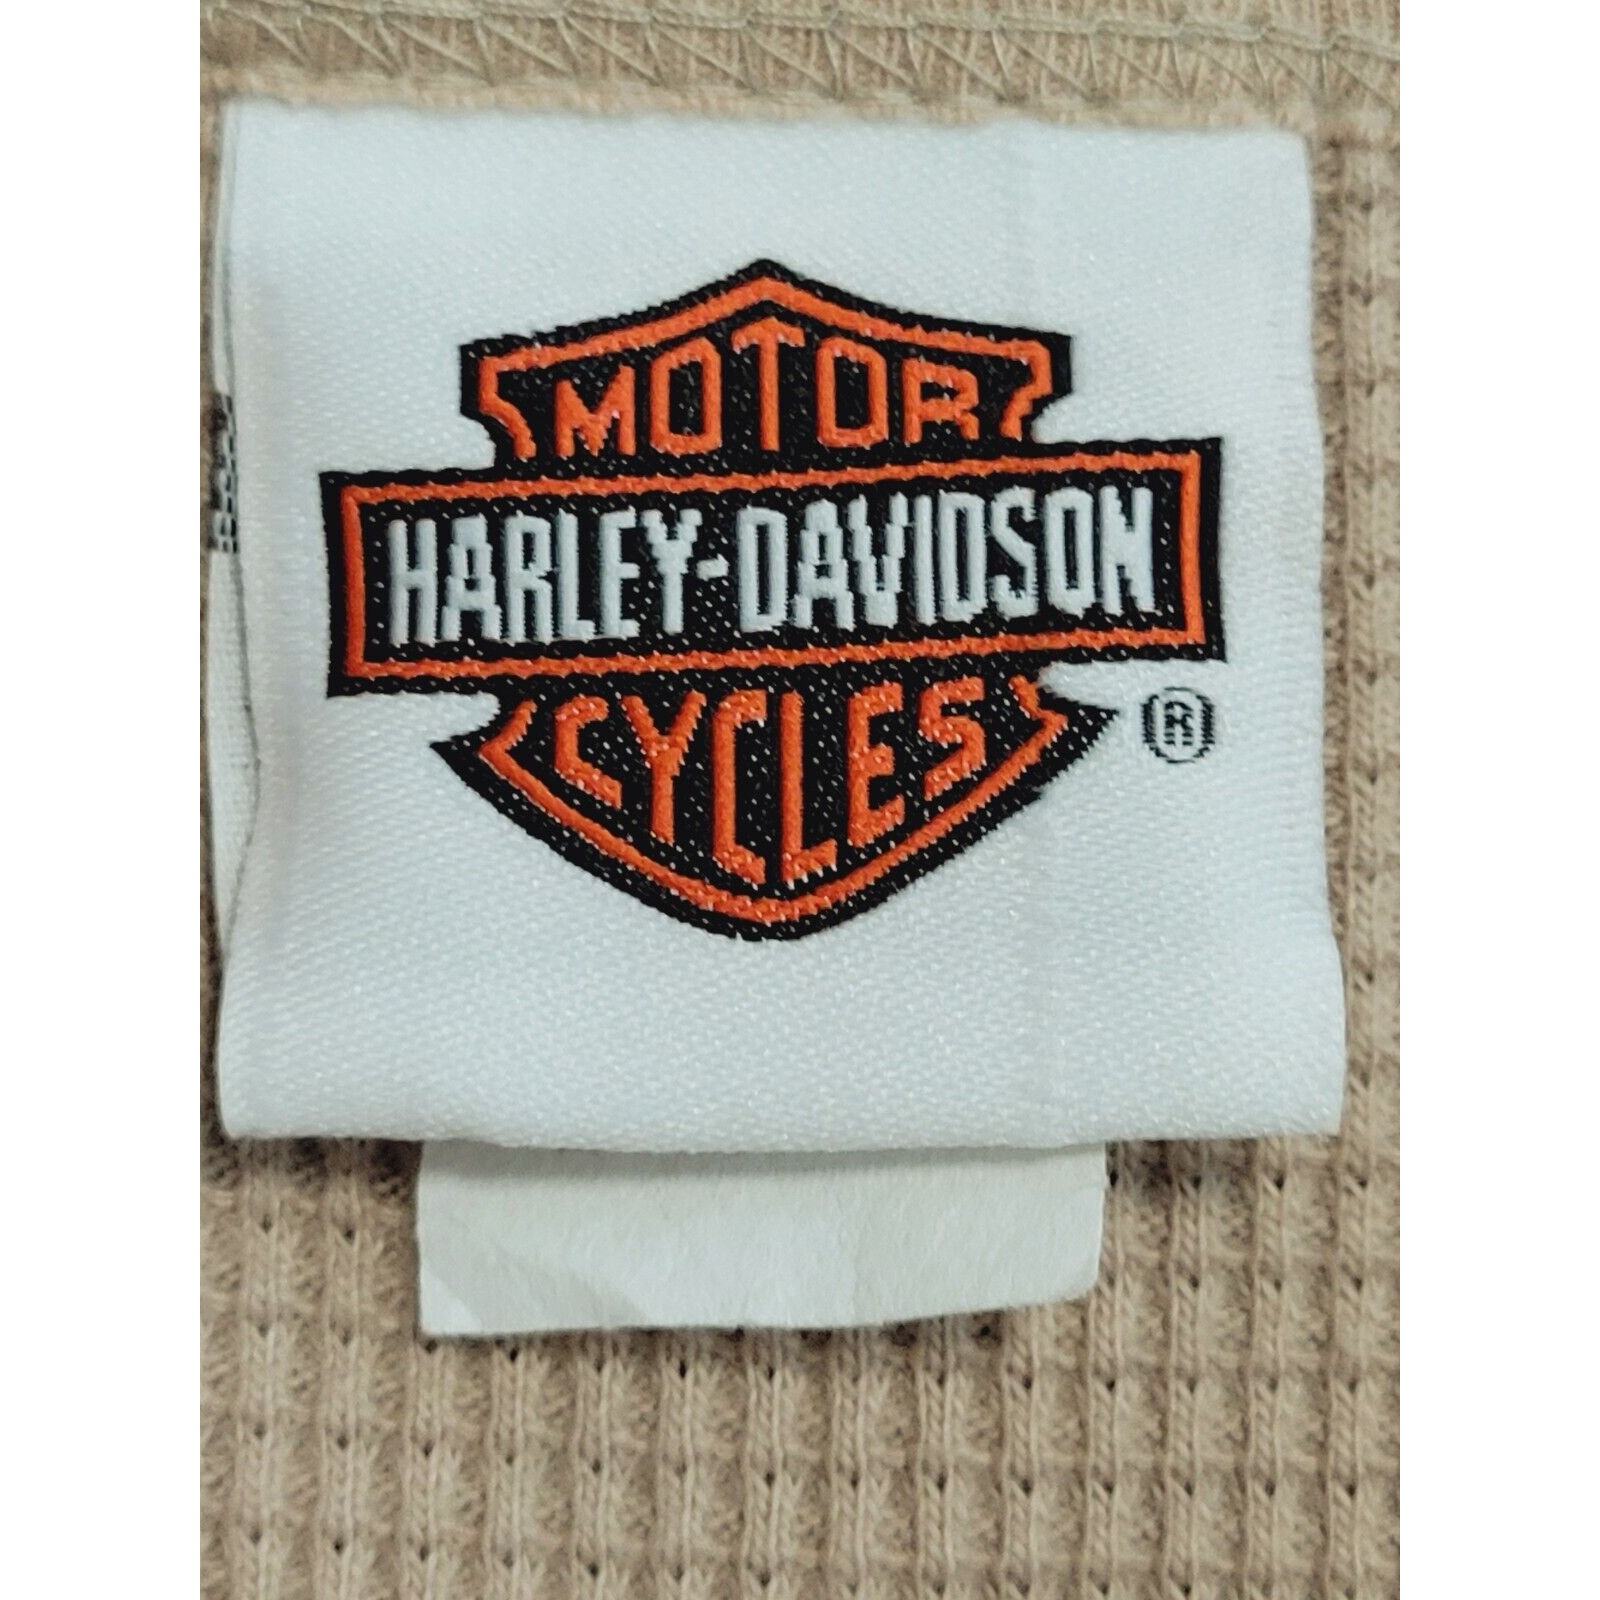 MOTOR
HARLEY-DAVIDSON
CYCLES
®